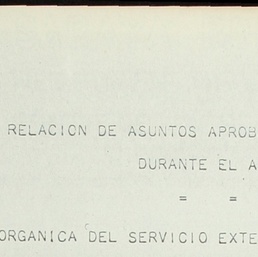 RELACION DE ASUNTOS APROB
DURANTE EL A
= =
ORGANICA DEL SERVICIO EXTE